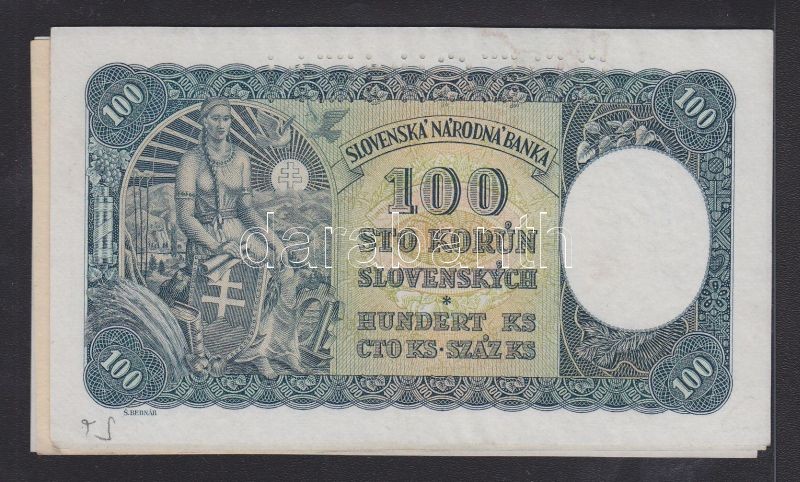 100
100
SLOVENSKÁ NÁRODNÁ BANKA
100
STO KORÚN
SLOVENSKÝCH
*
HUNDERT KS
CTO KS · SZÁZ KS
100
100
Š. BEDNÁR
darabanth